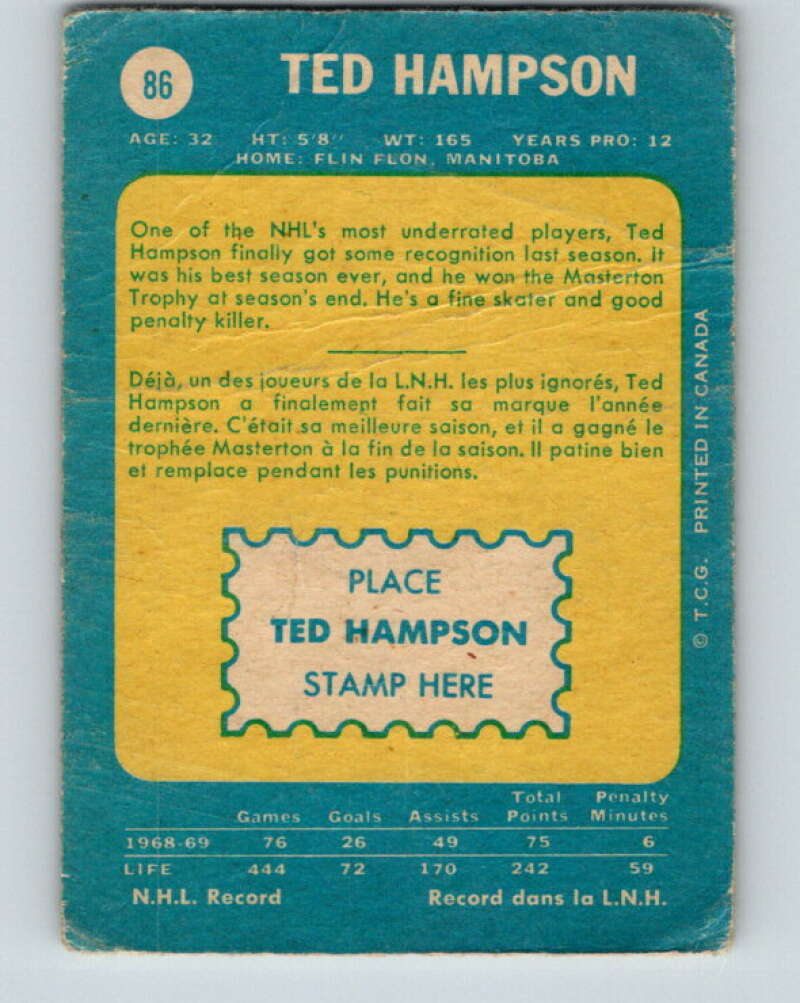 86 TED HAMPSON
AGE: 32 HT: 5'8" WT: 165 YEARS PRO: 12
HOME: FLIN FLON, MANITOBA
One of the NHL's most underrated players, Ted
Hampson finally got some recognition last season. It
was his best season ever, and he won the Masterton
Trophy at season's end. He's a fine skater and good
penalty killer.
Déjà, un des joueurs de la L.N.H. les plus ignorés, Ted
Hampson a finalement fait sa marque l'année
dernière. C'était sa meilleure saison, et il a gagné le
trophée Masterton à la fin de la saison. Il patine bien
et remplace pendant les punitions.
PLACE
TED HAMPSON
STAMP HERE
© T.C.G. PRINTED IN CANADA
Total Penalty
Games Goals Assists Points Minutes
1968-69 76 26 49 75 6
LIFE 444 72 170 242 59
N.H.L. Record Record dans la L.N.H.